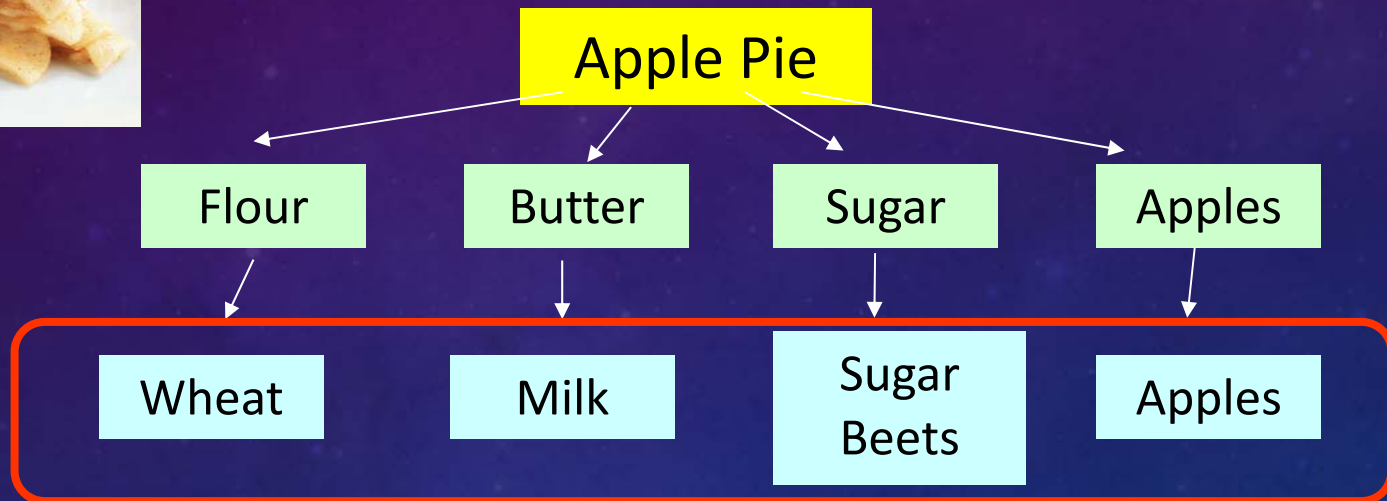 Apple Pie
Flour
Butter
Sugar
Apples
Wheat
Milk
Sugar
Beets
Apples